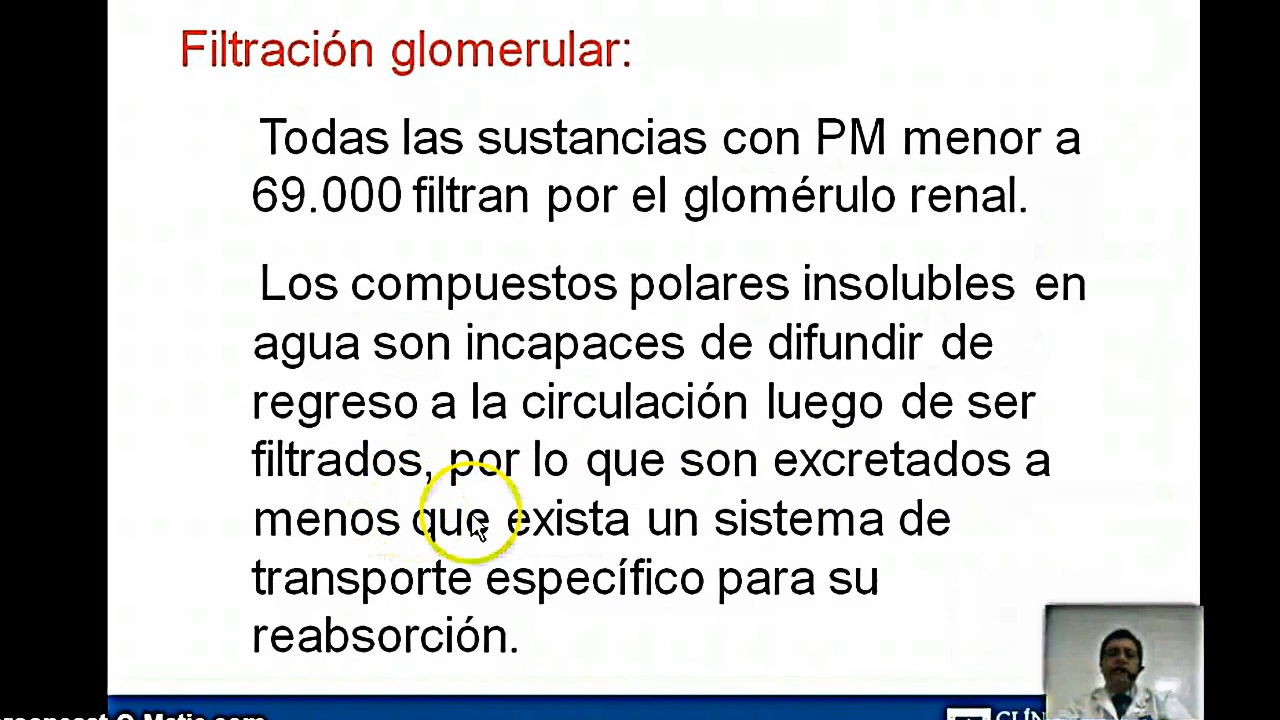 Filtración glomerular:
Todas las sustancias con PM menor a
69.000 filtran por el glomérulo renal.
Los compuestos polares insolubles en
agua son incapaces de difundir de
regreso a la circulación luego de ser
filtrados, por lo que son excretados a
menos que exista un sistema de
transporte específico para su
reabsorción.